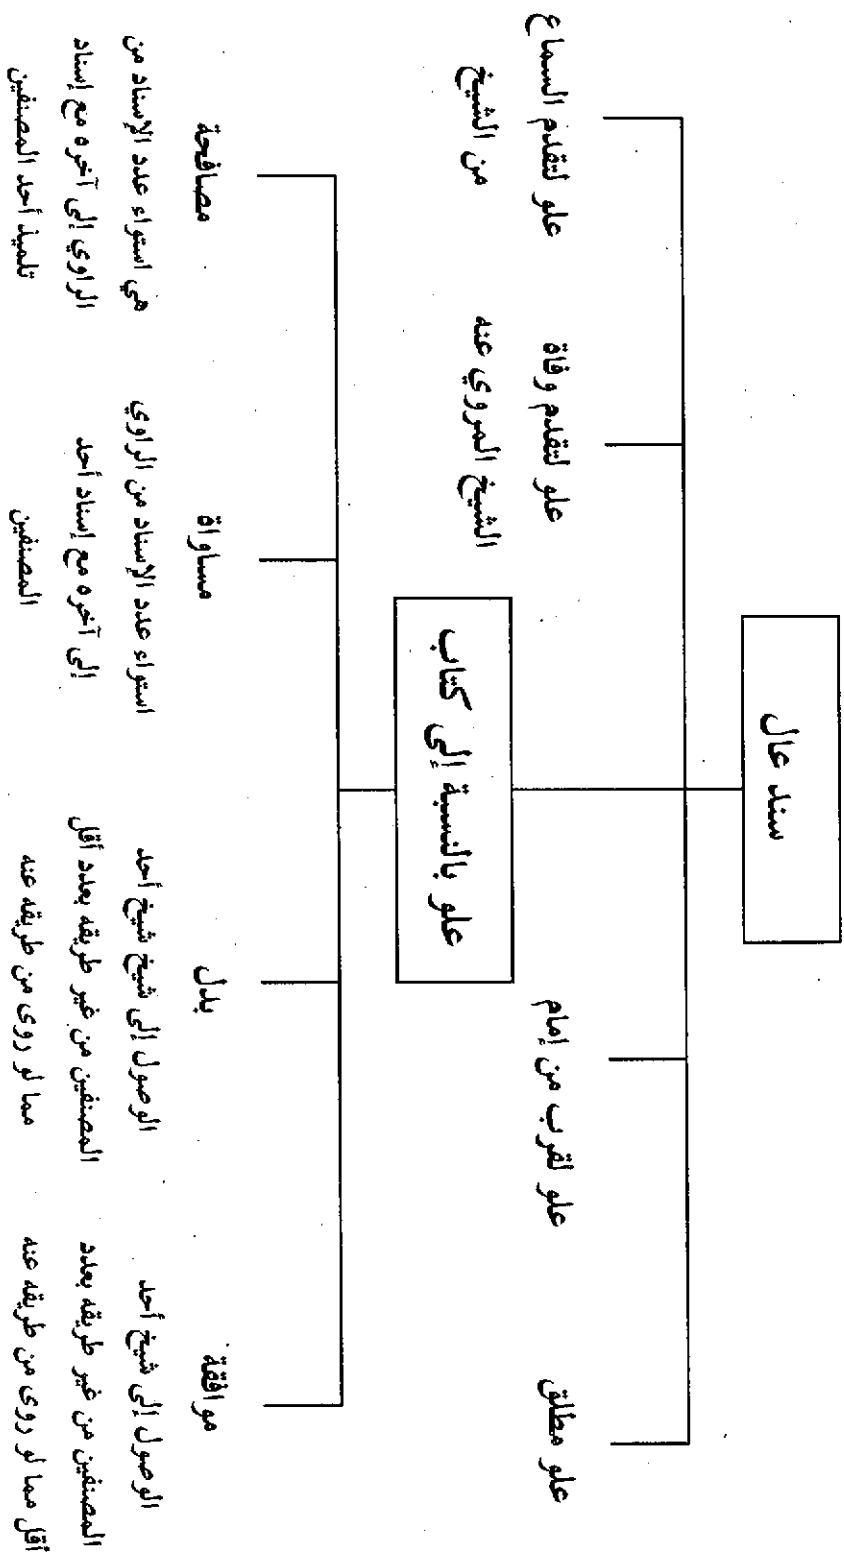 سند عال
علو مطلق
علو لقرب من إمام
علو بالنسبة إلى كتاب
علو لتقدم وفاة
الشيخ المروي عنه
علو لتقدم السماع
من الشيخ
موافقة
الوصول إلى شيخ أحد
المصنفين من غير طريقه بعدد
أقل مما لو روى من طريقه عنه
بدل
الوصول إلى شيخ شيخ أحد
المصنفين من غير طريقه بعدد أقل
مما لو روى من طريقه عنه
مساواة
استواء عدد الإسناد من الراوي
إلى آخره مع إسناد أحد
المصنفين
مصافحة
هي استواء عدد الإسناد من
الراوي إلى آخره مع إسناد
تلميذ أحد المصنفين